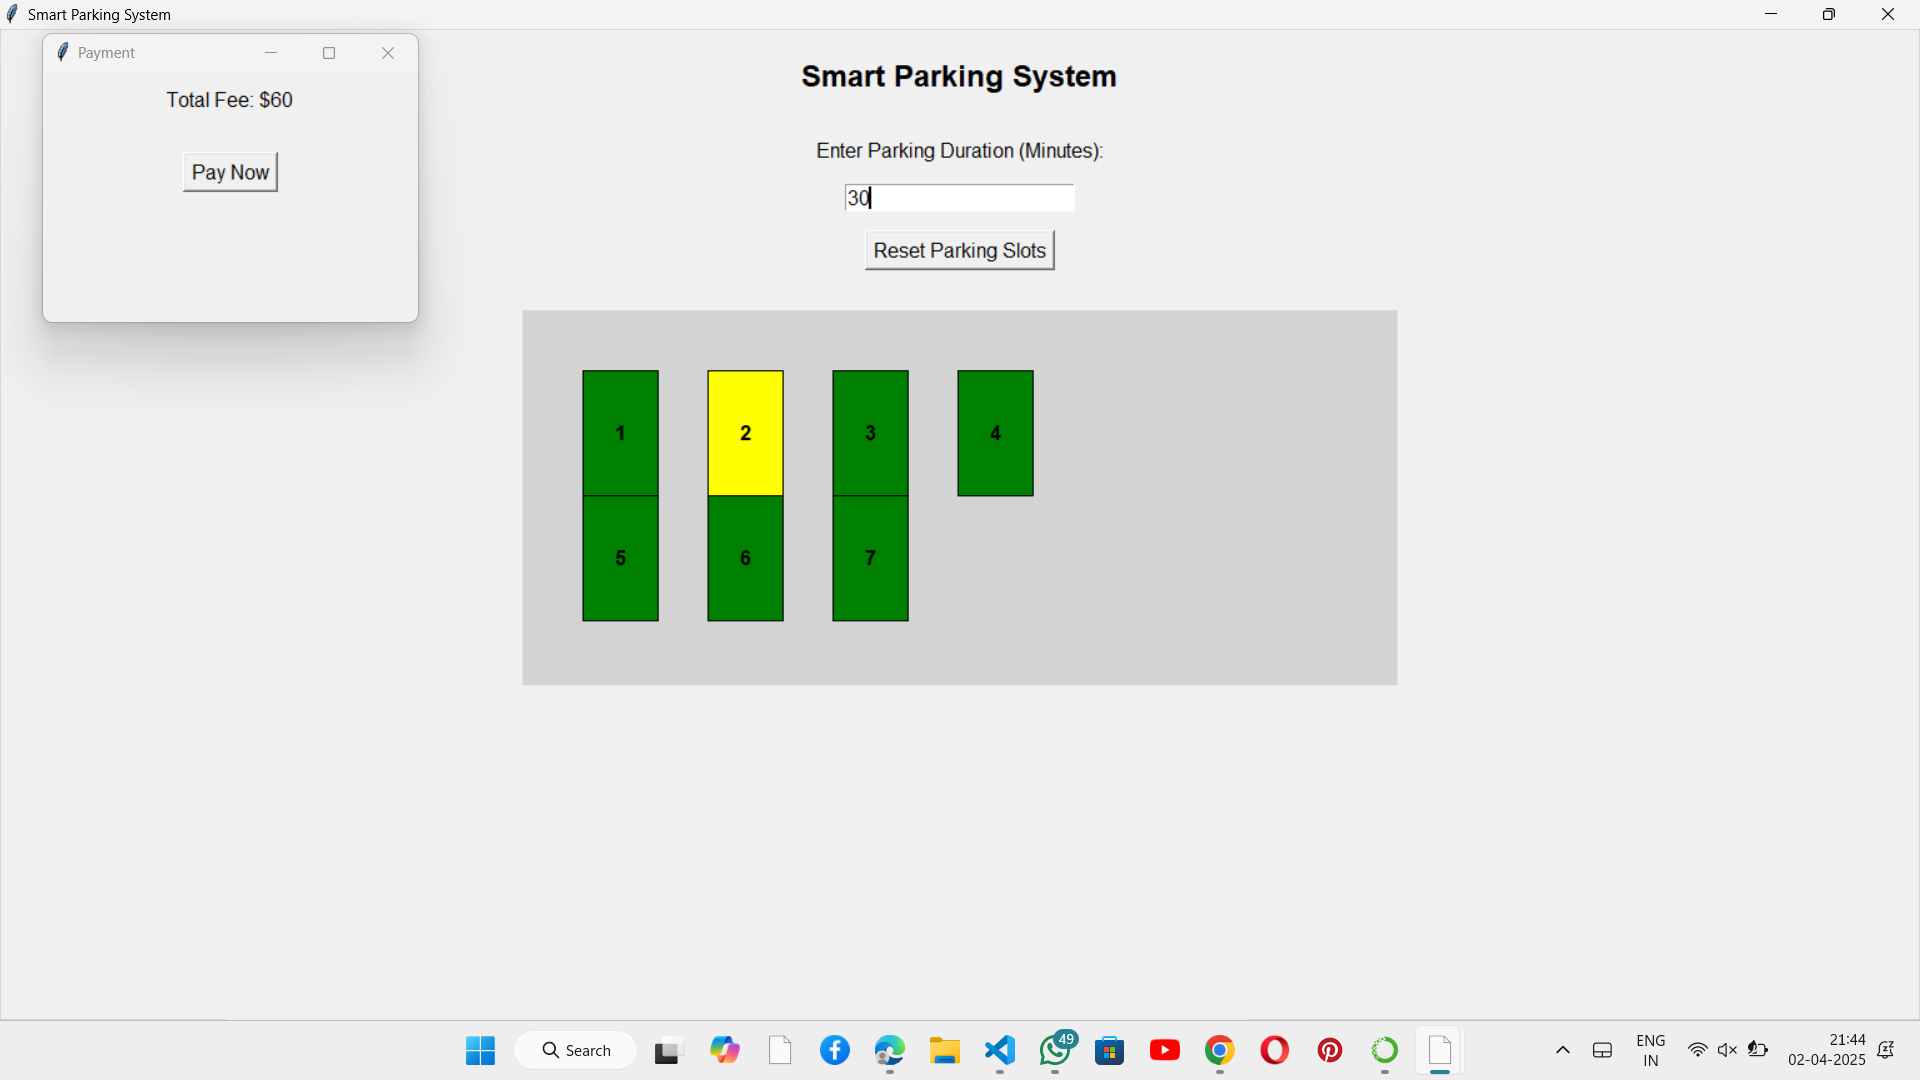 Smart Parking System
Payment
Total Fee: $60
Pay Now
Smart Parking System
Enter Parking Duration (Minutes):
30
Reset Parking Slots
1
2
3
4
5
6
7
Search
49
ENG
IN
21:44
02-04-2025